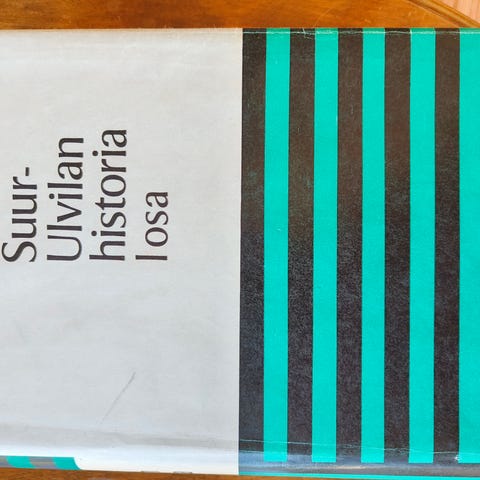 Suur-
Ulvilan
historia
I osa